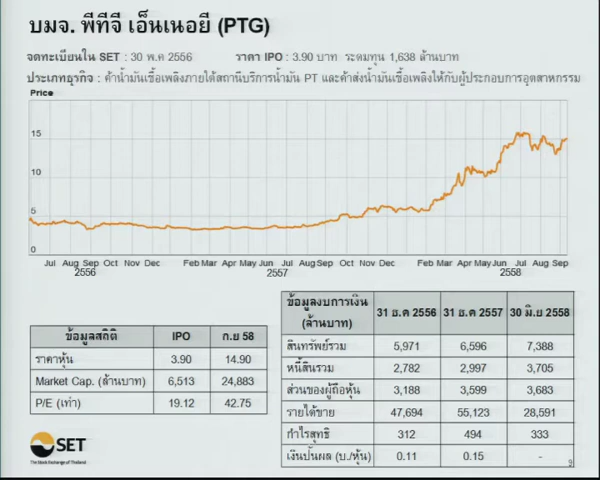 บมจ. พีทีจี เอ็นเนอยี (PTG)
จดทะเบียนใน SET : 30 พ.ค 2556 ราคา IPO : 3.90 บาท ระดมทุน 1,638 ล้านบาท
ประเภทธุรกิจ : ค้าน้ำมันเชื้อเพลิงภายใต้สถานีบริการน้ำมัน PT และค้าส่งน้ำมันเชื้อเพลิงให้กับผู้ประกอบการอุตสาหกรรม
Price
15
10
5
0
Jul Aug Sep Oct Nov Dec Feb Mar Apr May Jun Jul Aug Sep Oct Nov Dec Feb Mar Apr May Jun Jul Aug Sep
2556 2557 2558
ข้อมูลสถิติ IPO ก.ย 58
ราคาหุ้น 3.90 14.90
Market Cap. (ล้านบาท) 6,513 24,883
P/E (เท่า) 19.12 42.75
ข้อมูลงบการเงิน (ล้านบาท) 31 ธ.ค 2556 31 ธ.ค 2557 30 มิ.ย 2558
สินทรัพย์รวม 5,971 6,596 7,388
หนี้สินรวม 2,782 2,997 3,705
ส่วนของผู้ถือหุ้น 3,188 3,599 3,683
รายได้ขาย 47,694 55,123 28,591
กำไรสุทธิ 312 494 333
เงินปันผล (บ./หุ้น) 0.11 0.15 -
SET
The Stock Exchange of Thailand
9